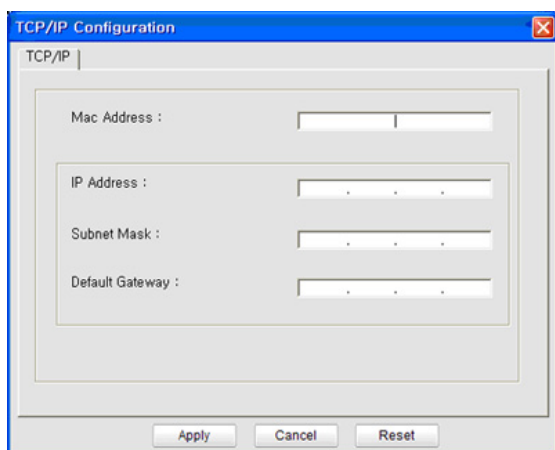 TCP/IP Configuration
TCP/IP
Mac Address :
IP Address :
. . .
Subnet Mask :
. . .
Default Gateway :
. . .
Apply Cancel Reset